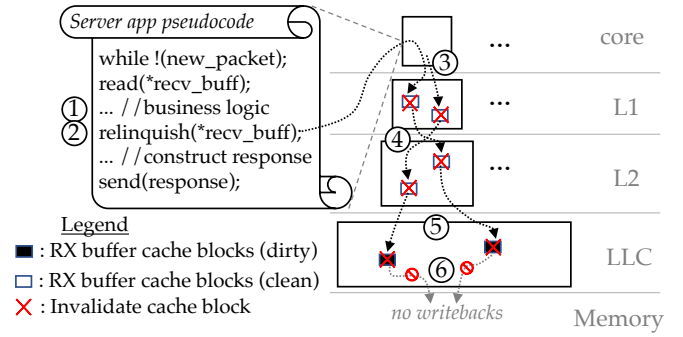 Server app pseudocode
while !(new_packet);
read(*recv_buff);
① ... //business logic
② relinquish(*recv_buff);
... //construct response
send(response);
Legend
: RX buffer cache blocks (dirty)
: RX buffer cache blocks (clean)
: Invalidate cache block
... core
③
... L1
④
... L2
⑤
LLC
⑥
no writebacks
Memory